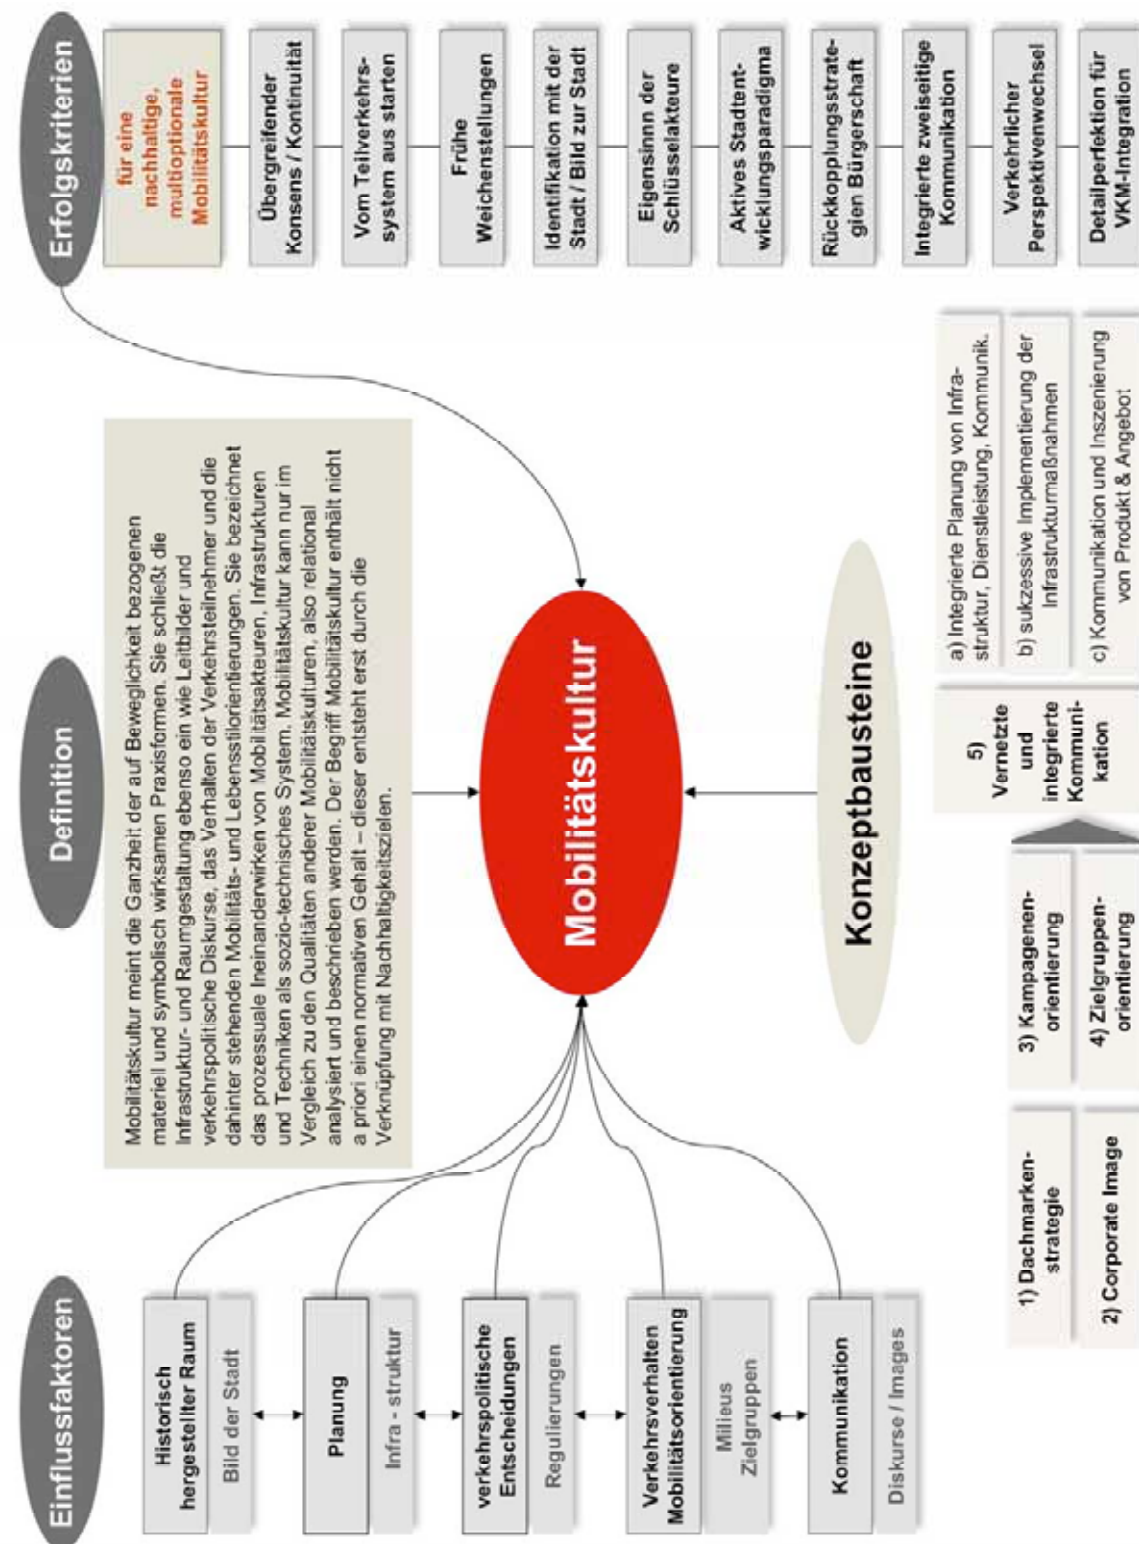 Einflussfaktoren
Historisch
hergestellter Raum
Bild der Stadt
Planung
Infra - struktur
verkehrspolitische
Entscheidungen
Regulierungen
Verkehrsverhalten
Mobilitätsorientierung
Milieus
Zielgruppen
Kommunikation
Diskurse / Images
Definition
Mobilitätskultur meint die Ganzheit der auf Beweglichkeit bezogenen
materiell und symbolisch wirksamen Praxisformen. Sie schließt die
Infrastruktur- und Raumgestaltung ebenso ein wie Leitbilder und
verkehrspolitische Diskurse, das Verhalten der Verkehrsteilnehmer und die
dahinter stehenden Mobilitäts- und Lebensstilorientierungen. Sie bezeichnet
das prozessuale Ineinanderwirken von Mobilitätsakteuren, Infrastrukturen
und Techniken als sozio-technisches System. Mobilitätskultur kann nur im
Vergleich zu den Qualitäten anderer Mobilitätskulturen, also relational
analysiert und beschrieben werden. Der Begriff Mobilitätskultur enthält nicht
a priori einen normativen Gehalt – dieser entsteht erst durch die
Verknüpfung mit Nachhaltigkeitszielen.
Mobilitätskultur
Erfolgskriterien
für eine
nachhaltige,
multioptionale
Mobilitätskultur
Übergreifender
Konsens / Kontinuität
Vom Teilverkehrs-
system aus starten
Frühe
Weichenstellungen
Identifikation mit der
Stadt / Bild zur Stadt
Eigensinnn der
Schlüsselakteure
Aktives Stadtent-
wicklungsparadigma
Rückkopplungsstrate-
gien Bürgerschaft
Integrierte zweiseitige
Kommunikation
Verkehrlicher
Perspektivenwechsel
Detailperfektion für
VKM-Integration
Konzeptbausteine
1) Dachmarken-
strategie
2) Corporate Image
3) Kampagenen-
orientierung
4) Zielgruppen-
orientierung
5)
Vernetzte
und
integrierte
Kommuni-
kation
a) Integrierte Planung von Infra-
struktur, Dienstleistung, Kommunik.
b) sukzessive Implementierung der
Infrastrukturmaßnahmen
c) Kommunikation und Inszenierung
von Produkt & Angebot